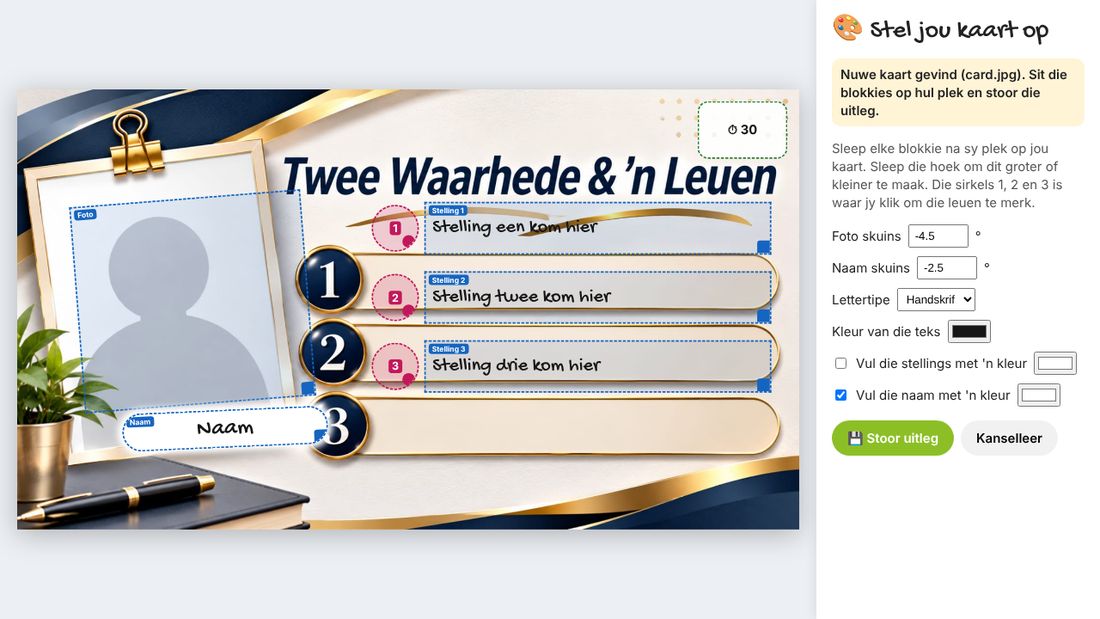 🎨 Stel jou kaart op
Nuwe kaart gevind (card.jpg). Sit die
blokkies op hul plek en stoor die
uitleg.
Sleep elke blokkie na sy plek op jou
kaart. Sleep die hoek om dit groter of
kleiner te maak. Die sirkels 1, 2 en 3 is
waar jy klik om die leuen te merk.
Foto skuins -4.5 °
Naam skuins -2.5 °
Lettertipe Handskrif
Kleur van die teks
Vul die stellings met 'n kleur
Vul die naam met 'n kleur
💾 Stoor uitleg Kanselleer
⏱ 30
Twee Waarhede & ’n Leuen
Foto
Stelling 1
1 Stelling een kom hier
1
Stelling 2
2 Stelling twee kom hier
2
Stelling 3
3 Stelling drie kom hier
3
Naam
Naam